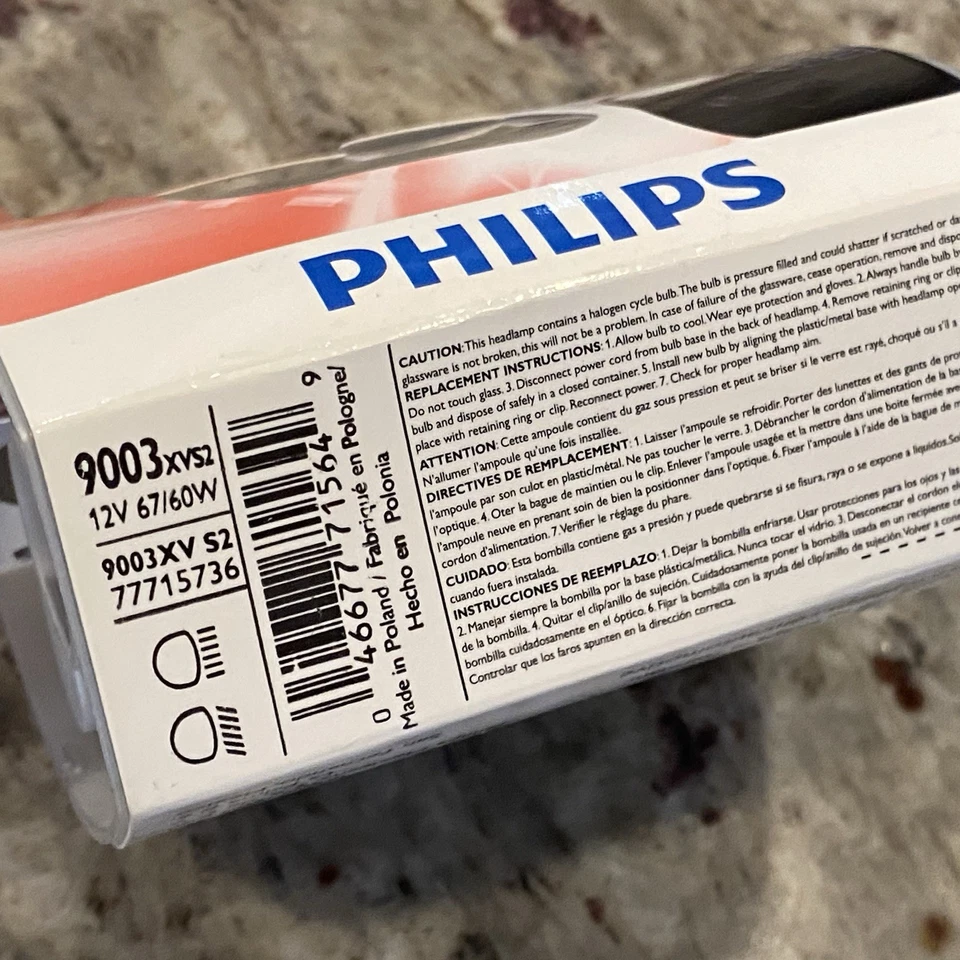 PHILIPS
9003XVS2
12V 67/60W
9003XV S2
77715736
0 46677 71564 9
Made in Poland / Fabriqué en Pologne/
Hecho en Polonia
CAUTION: This headlamp contains a halogen cycle bulb. The bulb is pressure filled and could shatter if scratched or
glassware is not broken, this will not be a problem. In case of failure of the glassware, cease operation, remove and
REPLACEMENT INSTRUCTIONS: 1. Allow bulb to cool. Wear eye protection and gloves. 2. Always handle bulb
Do not touch glass. 3. Disconnect power cord from bulb base in the back of headlamp. 4. Remove retaining ring or
bulb and dispose of safely in a closed container. 5. Install new bulb by aligning the plastic/metal base with headlamp
place with retaining ring or clip. Reconnect power. 7. Check for proper headlamp aim.
ATTENTION: Cette ampoule contient du gaz sous pression et peut se briser si le verre est rayé, choqué ou s'il a
N'allumer l'ampoule qu'une fois installée.
DIRECTIVES DE REMPLACEMENT: 1. Laisser l'ampoule se refroidir. Porter des lunettes et des gants de
l'ampoule par son culot en plastic/métal. Ne pas toucher le verre. 3. Débrancher le cordon d'alimentation de la
l'optique. 4. Oter la bague de maintien ou le clip. Enlever l'ampoule usagée et la mettre dans une boite fermée
l'ampoule neuve en prenant soin de bien la positionner dans l'optique. 6. Fixer l'ampoule à l'aide de la bague de
cordon d'alimentation. 7. Verifier le réglage du phare.
CUIDADO: Esta bombilla contiene gas a presión y puede quebrarse si se fisura, raya o se expone a liquidos.
cuando fuera instalada.
INSTRUCCIONES DE REEMPLAZO: 1. Dejar la bombilla enfriarse. Usar protecciones para los ojos y las
2. Manejar siempre la bombilla por la base plástica/metálica. Nunca tocar el vidrio. 3. Desconectar el cordon
de la bombilla. 4. Quitar el clip/anillo de sujeción. Cuidadosamente poner la bombilla usada en un recipiente
bombilla cuidadosamente en el óptico. 6. Fijar la bombilla con la ayuda del clip/anillo de sujeción. Volver a
Controlar que los faros apunten en la dirección correcta.